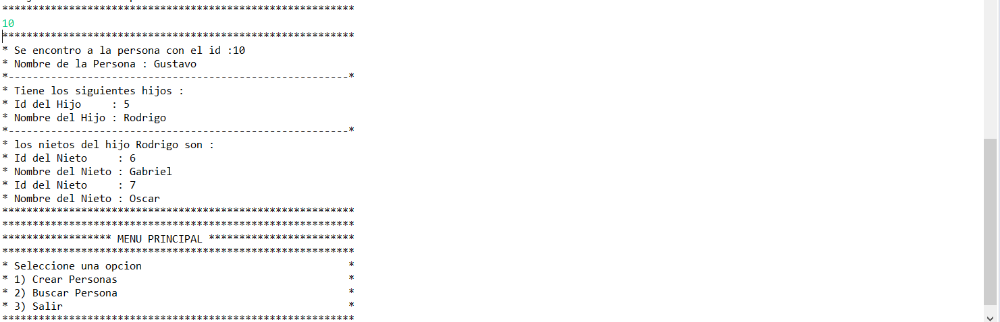 **********************************************************
10
**********************************************************
* Se encontro a la persona con el id :10
* Nombre de la Persona : Gustavo
*--------------------------------------------------------*
* Tiene los siguientes hijos :
* Id del Hijo     : 5
* Nombre del Hijo : Rodrigo
*--------------------------------------------------------*
* los nietos del hijo Rodrigo son :
* Id del Nieto     : 6
* Nombre del Nieto : Gabriel
* Id del Nieto     : 7
* Nombre del Nieto : Oscar
**********************************************************
**********************************************************
****************** MENU PRINCIPAL ************************
**********************************************************
* Seleccione una opcion                                  *
* 1) Crear Personas                                      *
* 2) Buscar Persona                                      *
* 3) Salir                                               *
**********************************************************